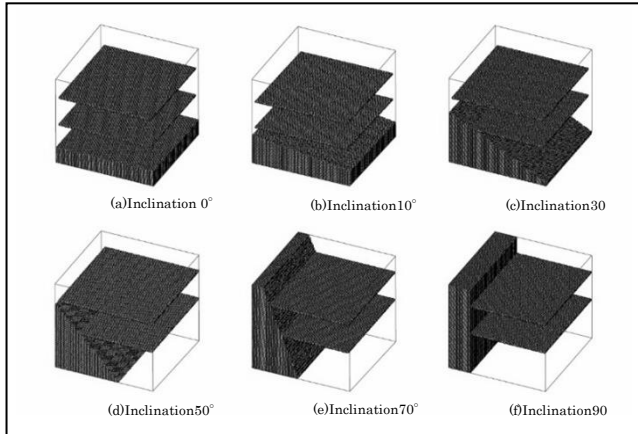 (a)Inclination 0°
(b)Inclination10°
(c)Inclination30
(d)Inclination50°
(e)Inclination70°
(f)Inclination90